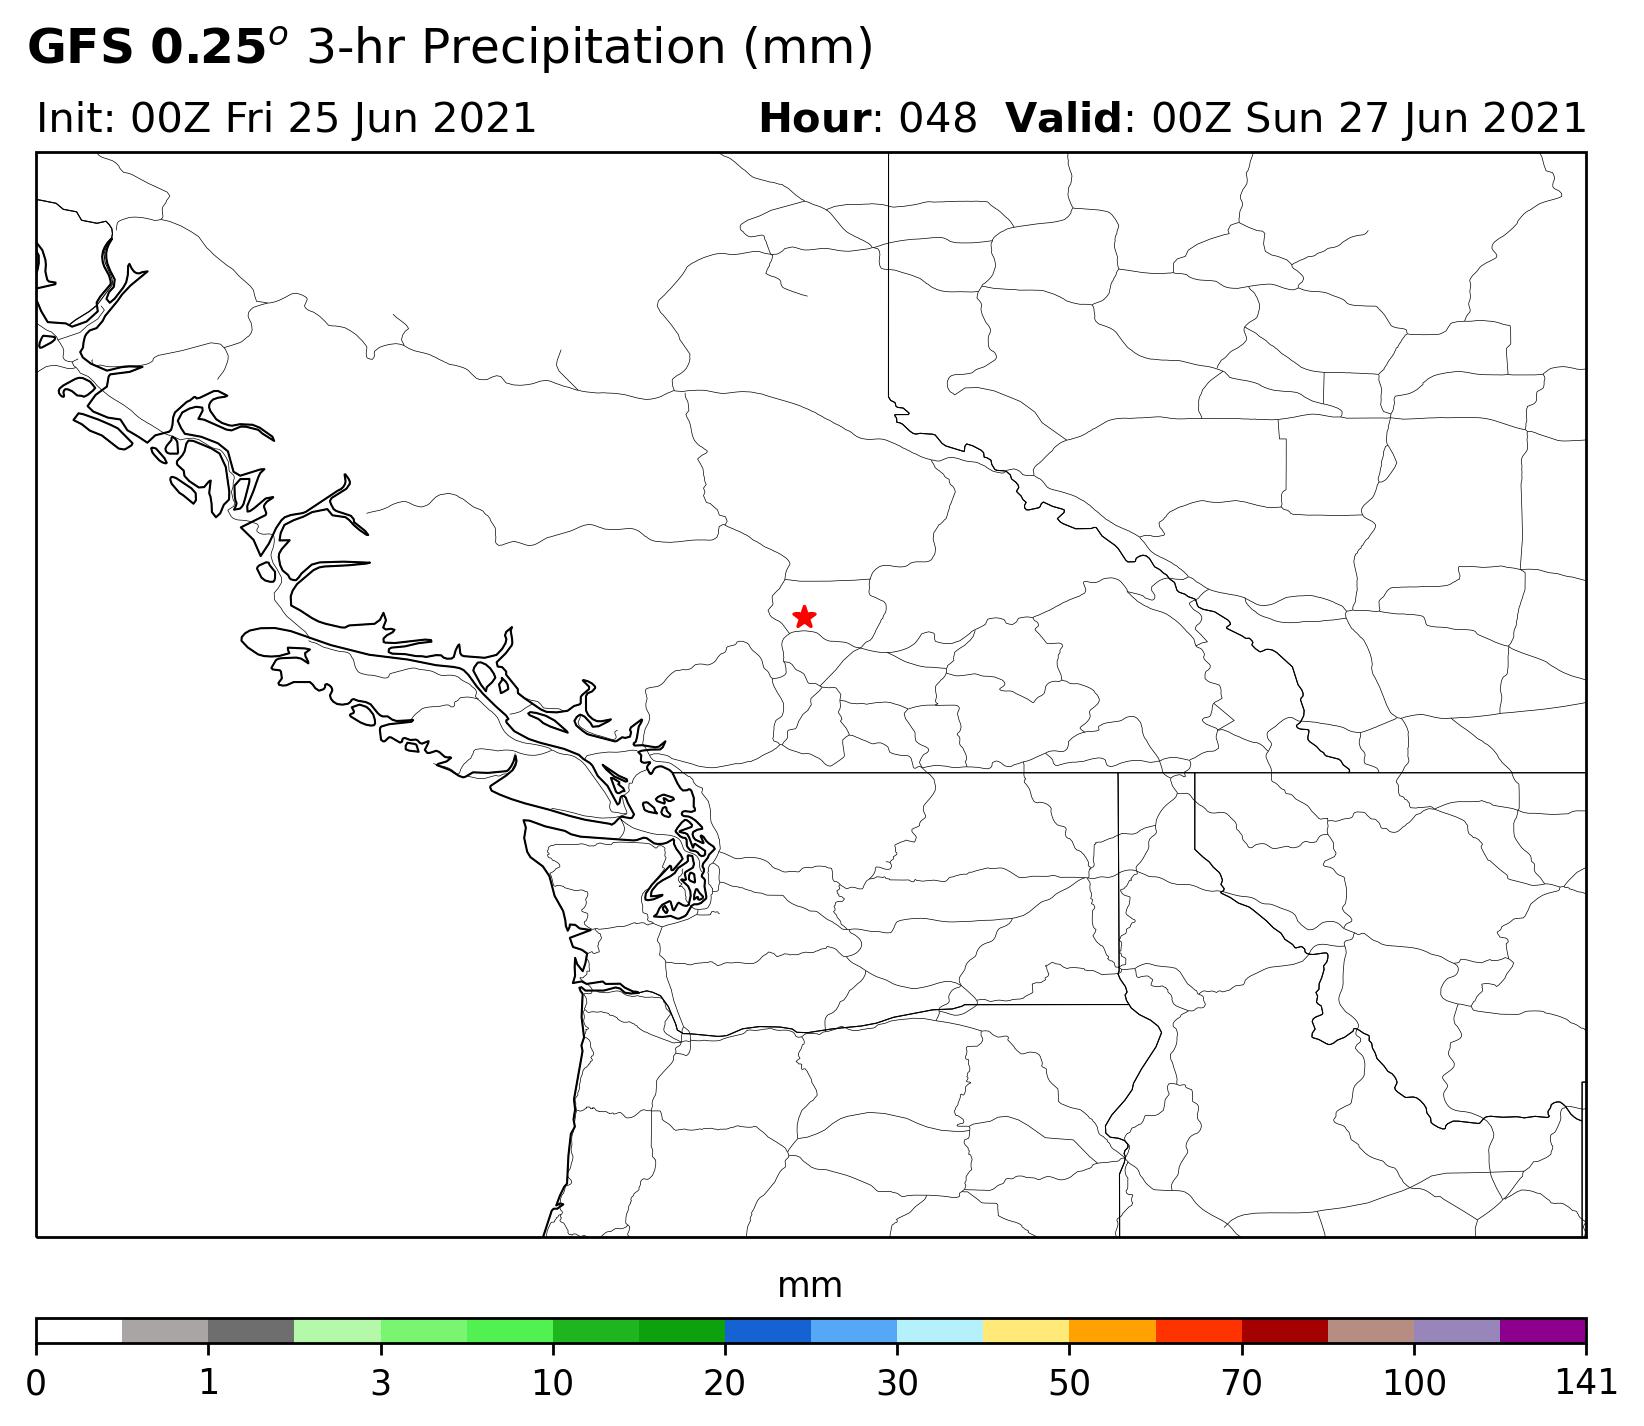 GFS 0.25° 3-hr Precipitation (mm)
Init: 00Z Fri 25 Jun 2021 Hour: 048 Valid: 00Z Sun 27 Jun 2021
mm
0 1 3 10 20 30 50 70 100 141